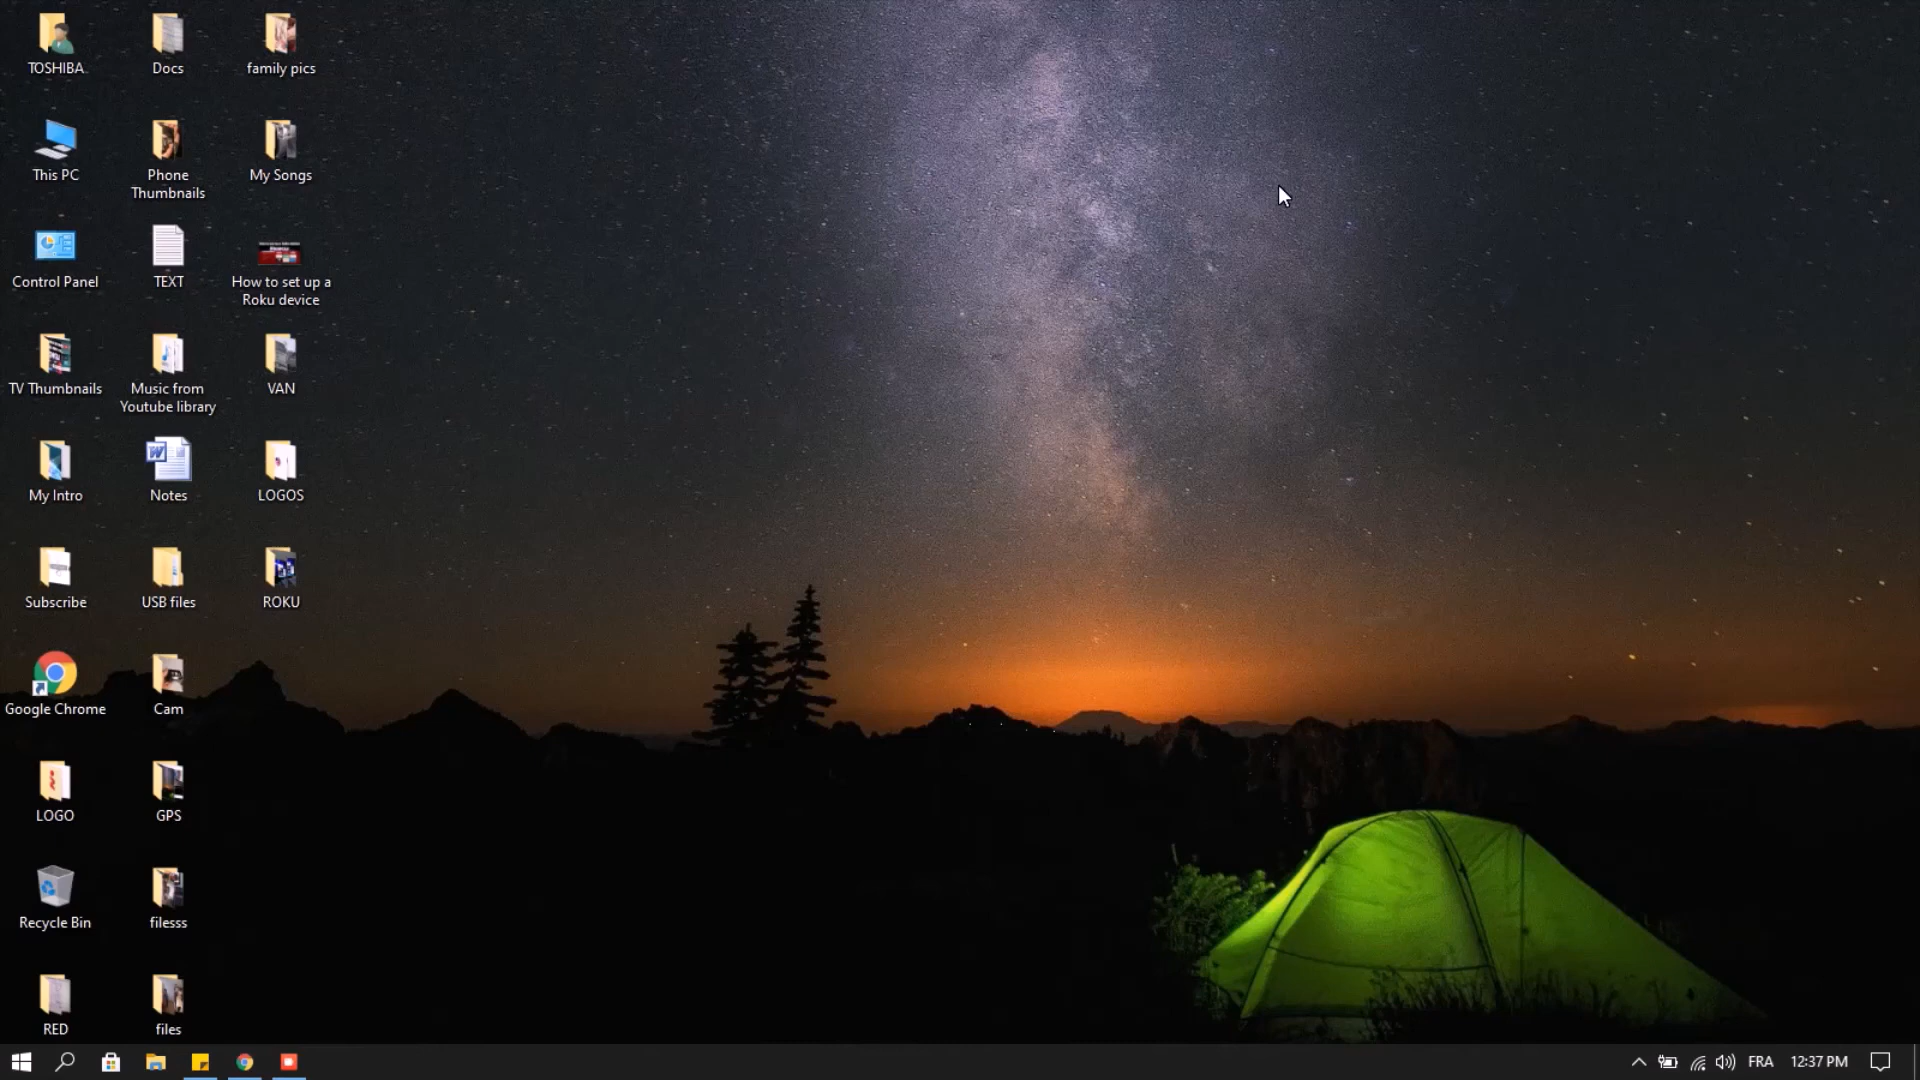 TOSHIBA
Docs
family pics
This PC
Phone
Thumbnails
My Songs
Control Panel
TEXT
How to set up a
Roku device
TV Thumbnails
Music from
Youtube library
VAN
My Intro
Notes
LOGOS
Subscribe
USB files
ROKU
Google Chrome
Cam
LOGO
GPS
Recycle Bin
filesss
RED
files
FRA
12:37 PM